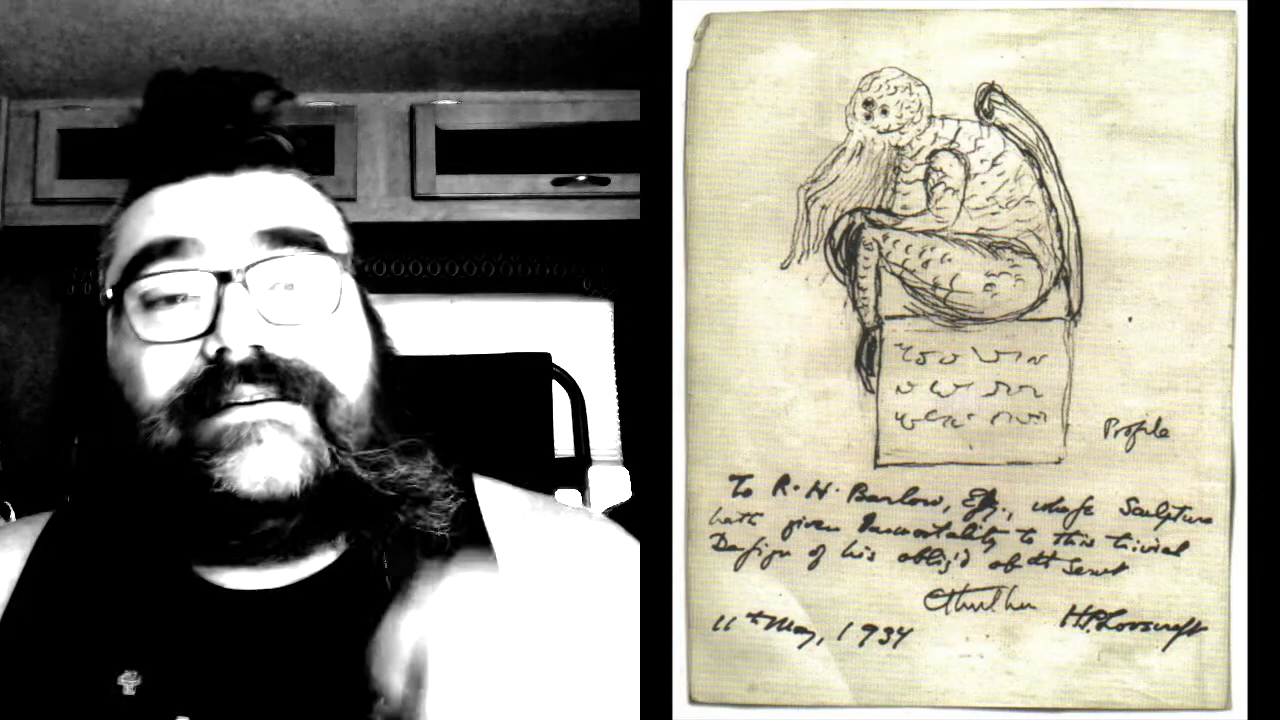 Profile
To R. H. Barlow, Esq., whose Sculpture
hath given Immortality to this trivial
Design of his oblig'd obdt Servt
Cthulhu H.P. Lovecraft
11th May, 1934